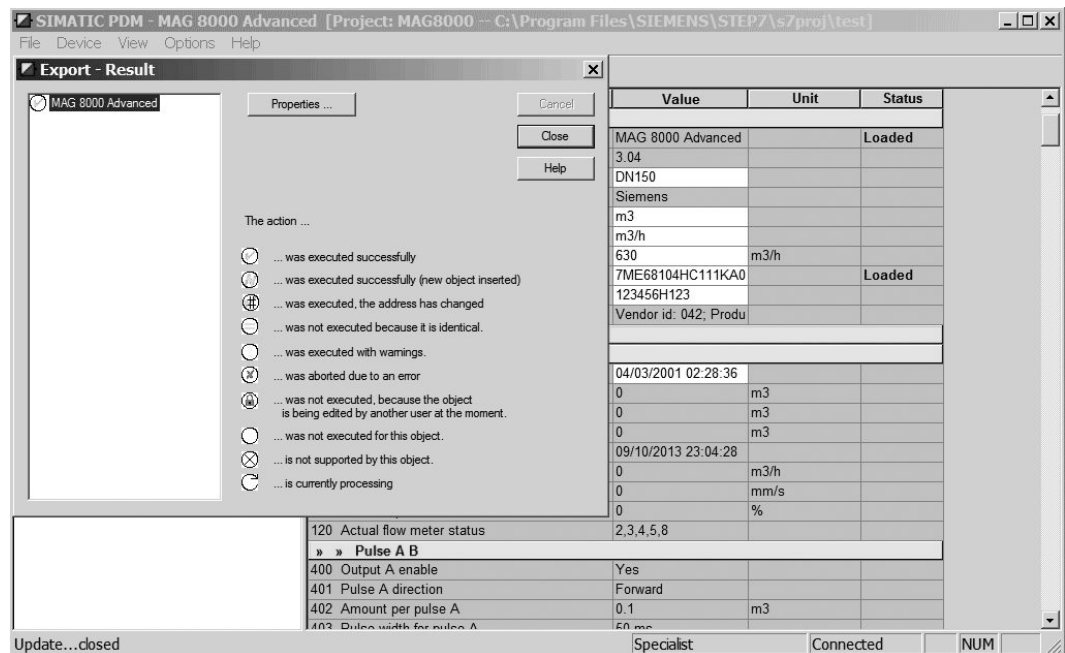 SIMATIC PDM - MAG 8000 Advanced [Project: MAG8000 -- C:\Program Files\SIEMENS\STEP7\s7proj\test]
File Device View Options Help
Export - Result
MAG 8000 Advanced
Properties ...
Cancel
Close
Help
The action ...
... was executed successfully
... was executed successfully (new object inserted)
... was executed, the address has changed
... was not executed because it is identical.
... was executed with warnings.
... was aborted due to an error
... was not executed, because the object
is being edited by another user at the moment.
... was not executed for this object.
... is not supported by this object.
... is currently processing
Value Unit Status
MAG 8000 Advanced Loaded
3.04
DN150
Siemens
m3
m3/h
630 m3/h
7ME68104HC111KA0 Loaded
123456H123
Vendor id: 042; Produ
04/03/2001 02:28:36
0 m3
0 m3
0 m3
09/10/2013 23:04:28
0 m3/h
0 mm/s
0 %
120 Actual flow meter status 2,3,4,5,8
» » Pulse A B
400 Output A enable Yes
401 Pulse A direction Forward
402 Amount per pulse A 0.1 m3
403 Pulse width for pulse A 50 ms
Update...closed Specialist Connected NUM